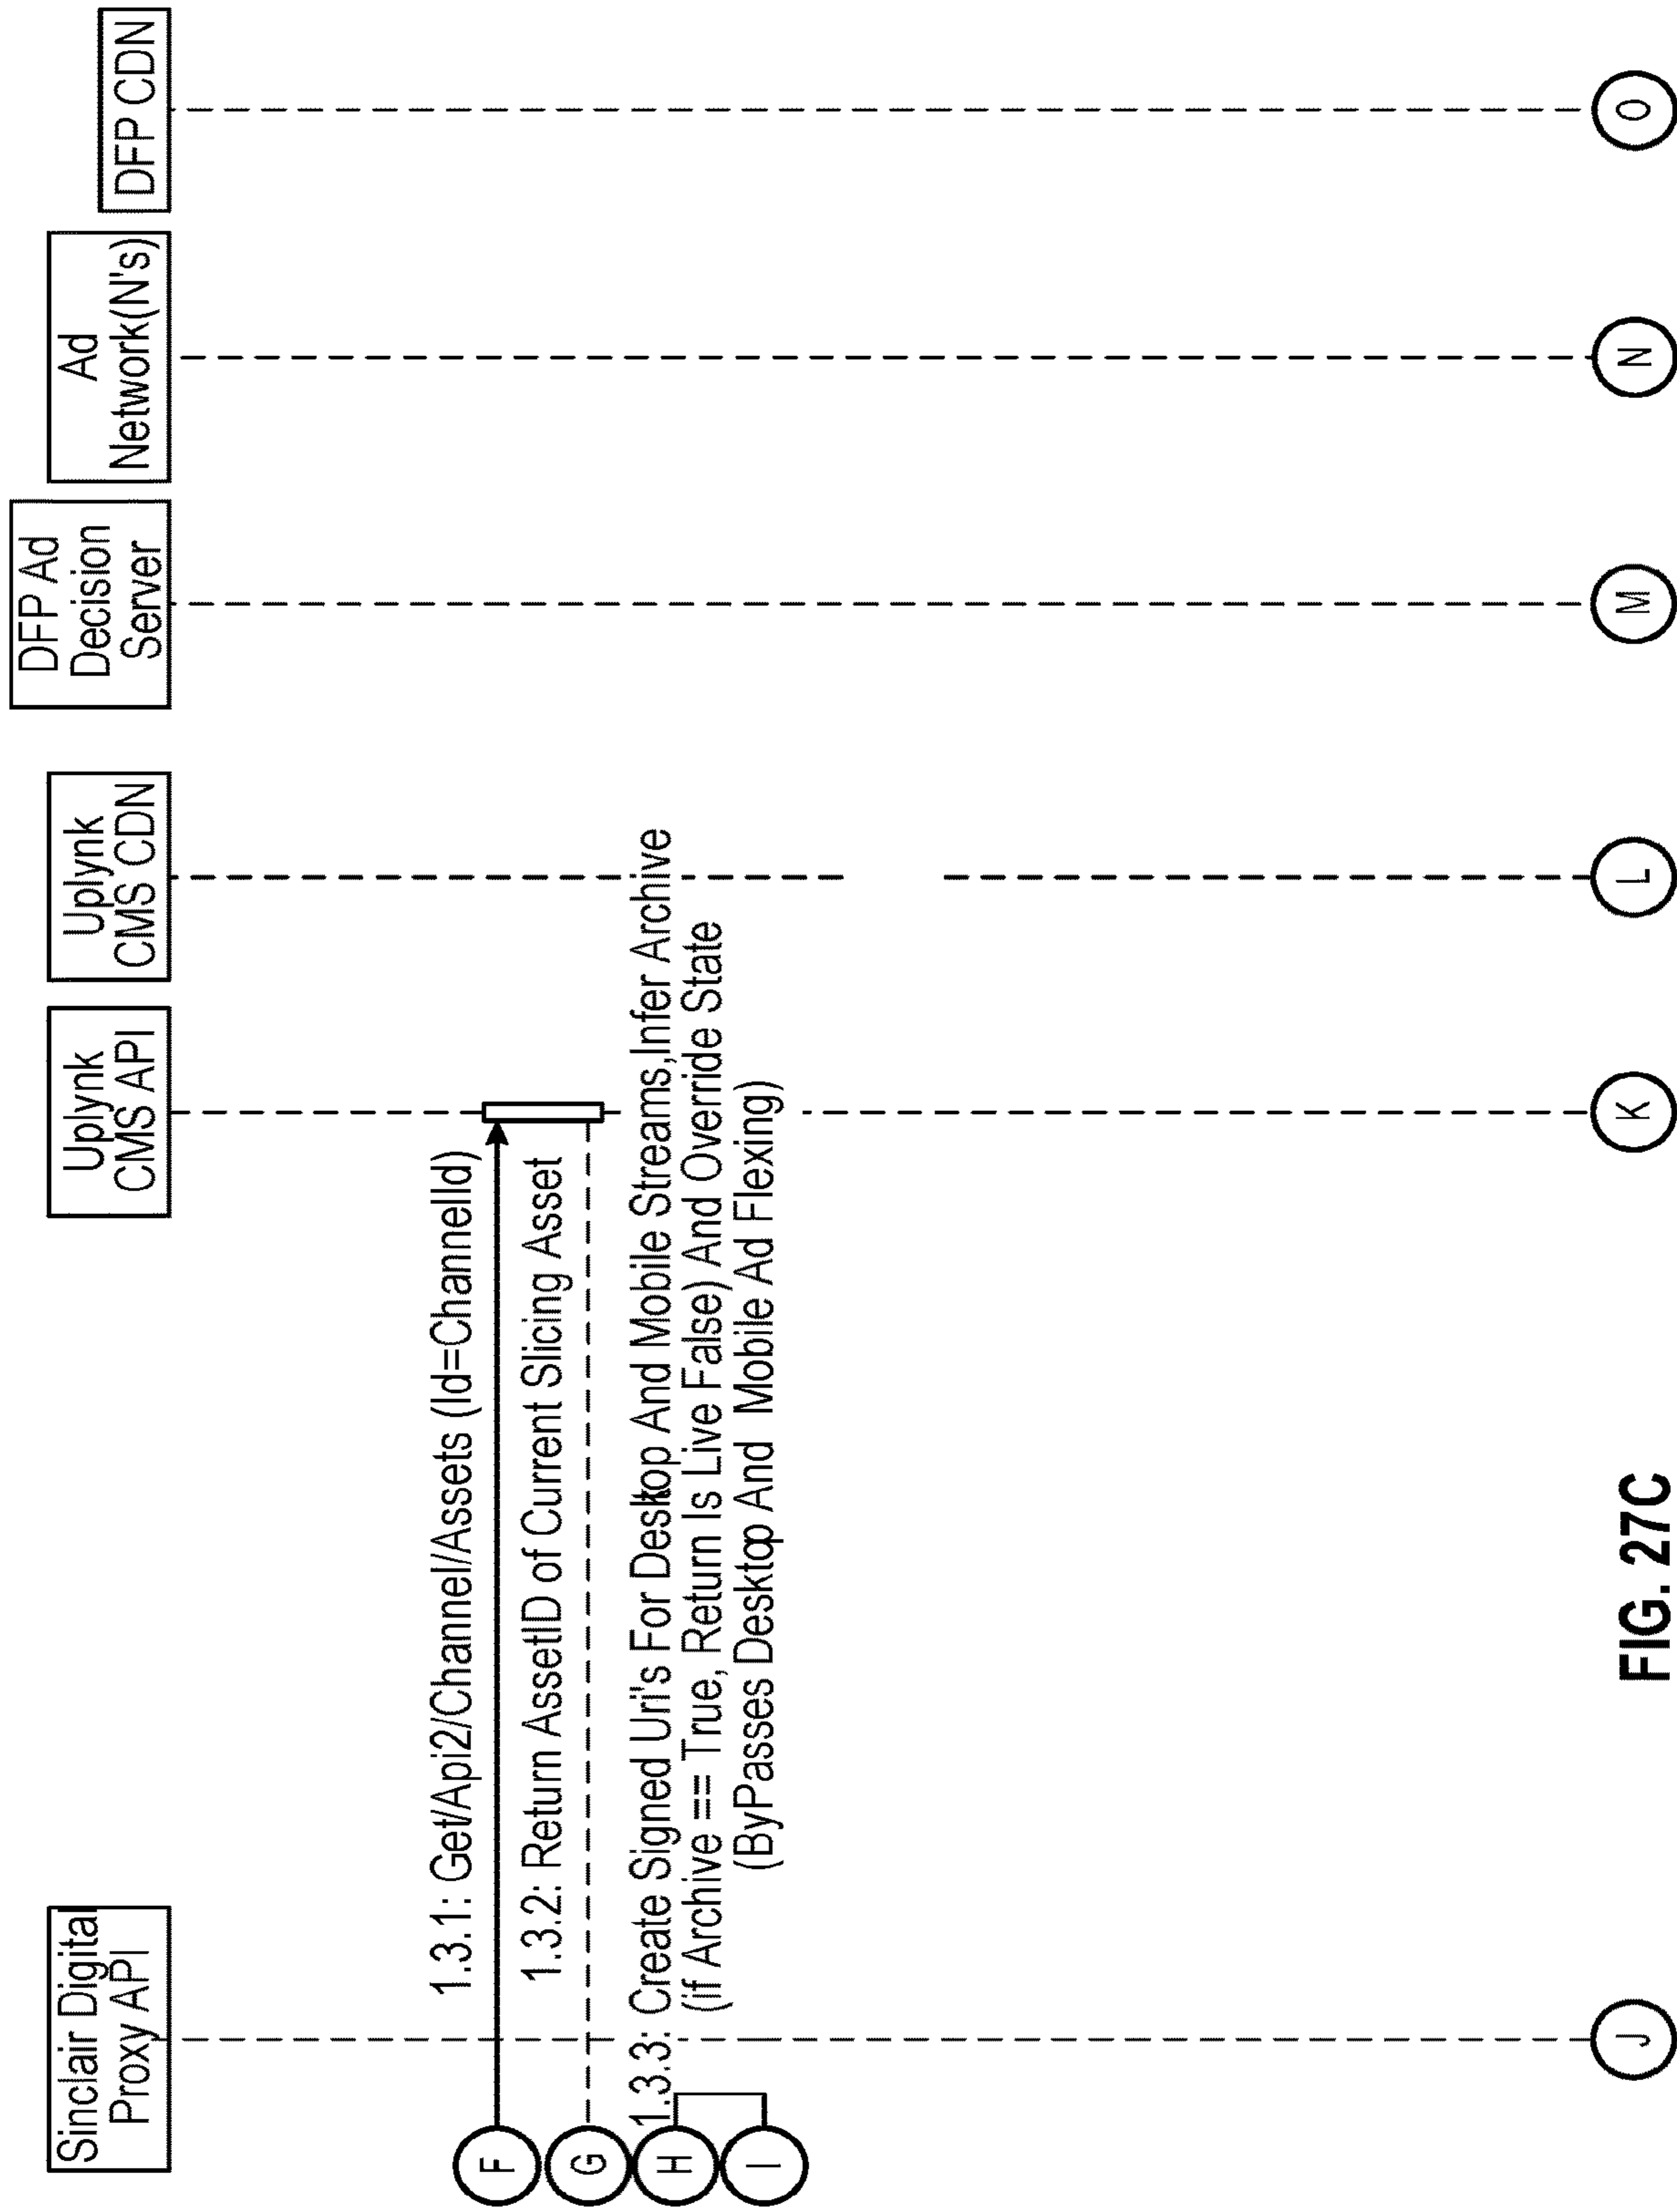 Sinclair Digital
Proxy API
Uplynk
CMS API
Uplynk
CMS CDN
DFP Ad
Decision
Server
Ad
Network(N's)
DFP CDN
1.3.1: Get/Api2/Channel/Assets (Id=ChannelId)
F
1.3.2: Return AssetID of Current Slicing Asset
G
1.3.3: Create Signed Uri's For Desktop And Mobile Streams,Infer Archive
(if Archive == True, Return Is Live False) And Override State
(ByPasses Desktop And Mobile Ad Flexing)
H
I
J
K
L
M
N
O
FIG. 27C